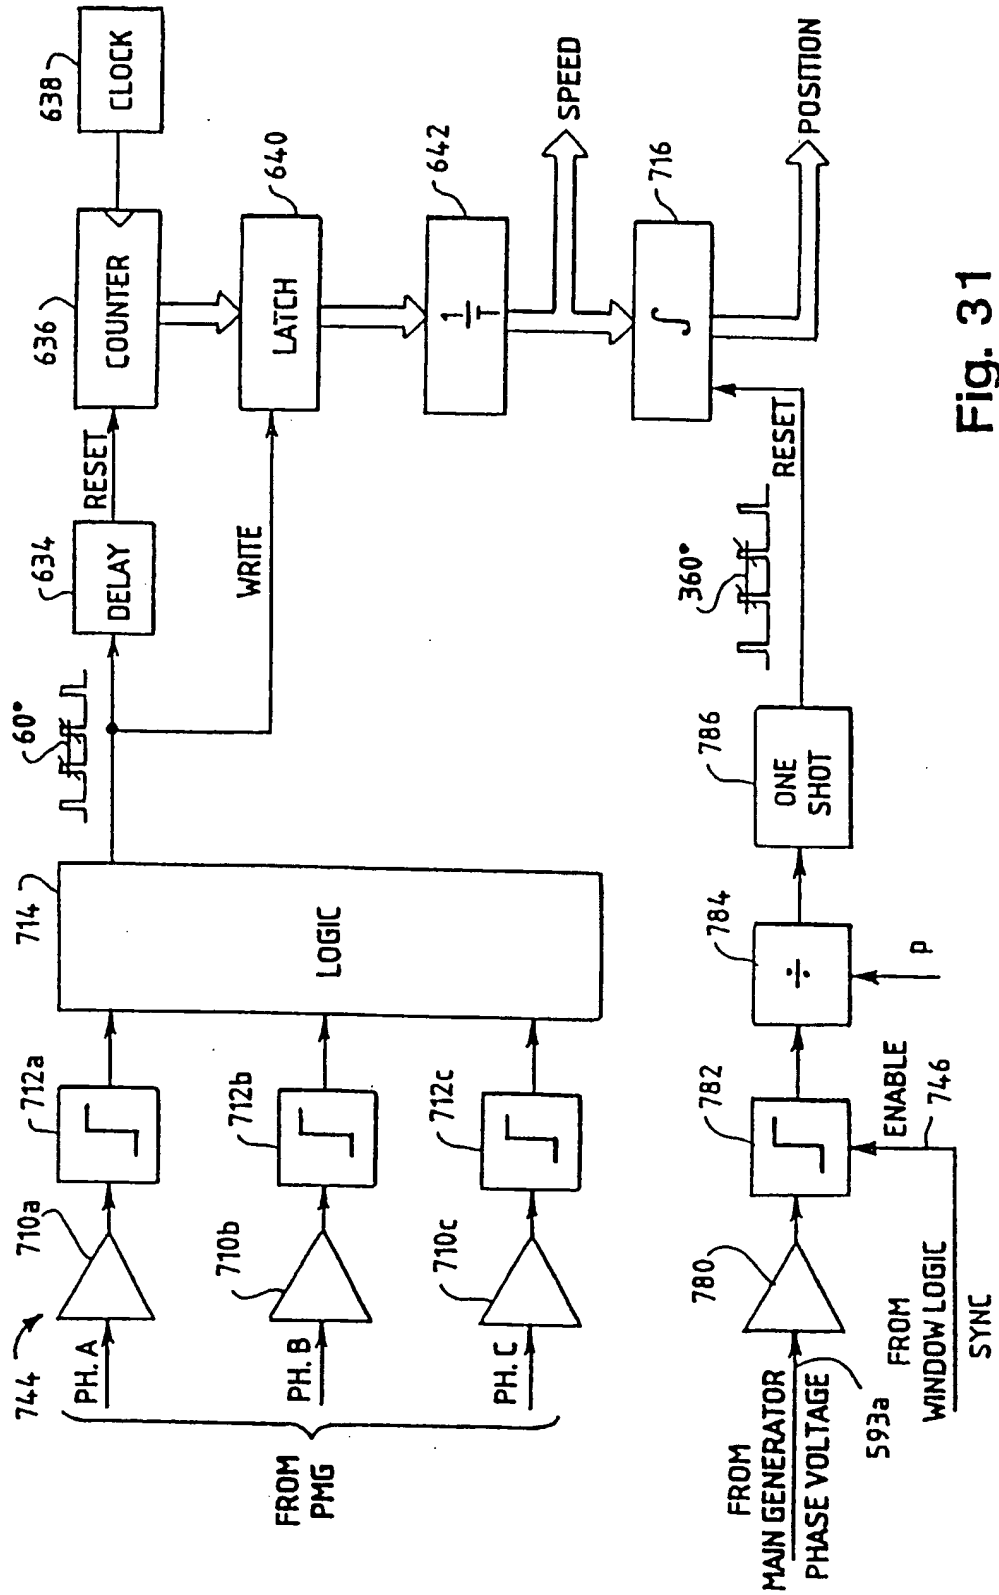 744
FROM
PMG
PH. A
PH. B
PH. C
710a
710b
710c
712a
712b
712c
714
LOGIC
60°
634
DELAY
RESET
WRITE
636
COUNTER
638
CLOCK
LATCH
640
1
T
642
SPEED
∫
716
POSITION
FROM
MAIN GENERATOR
PHASE VOLTAGE
593a
FROM
WINDOW LOGIC
SYNC
780
782
ENABLE
746
784
÷
P
786
ONE
SHOT
360°
RESET
Fig. 31